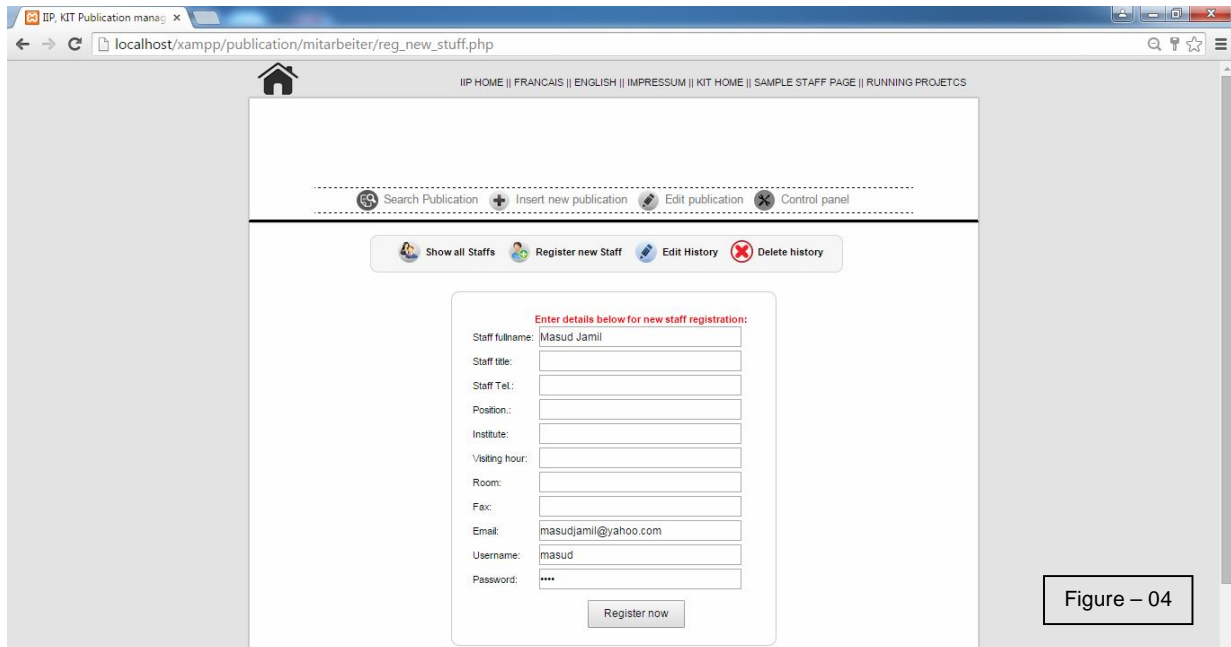 IIP, KIT Publication manag
localhost/xampp/publication/mitarbeiter/reg_new_stuff.php
IIP HOME || FRANCAIS || ENGLISH || IMPRESSUM || KIT HOME || SAMPLE STAFF PAGE || RUNNING PROJETCS
Search Publication Insert new publication Edit publication Control panel
Show all Staffs Register new Staff Edit History Delete history
Enter details below for new staff registration:
Staff fullname: Masud Jamil
Staff title:
Staff Tel.:
Position.:
Institute:
Visiting hour:
Room:
Fax:
Email: masudjamil@yahoo.com
Username: masud
Password: ••••
Register now
Figure – 04